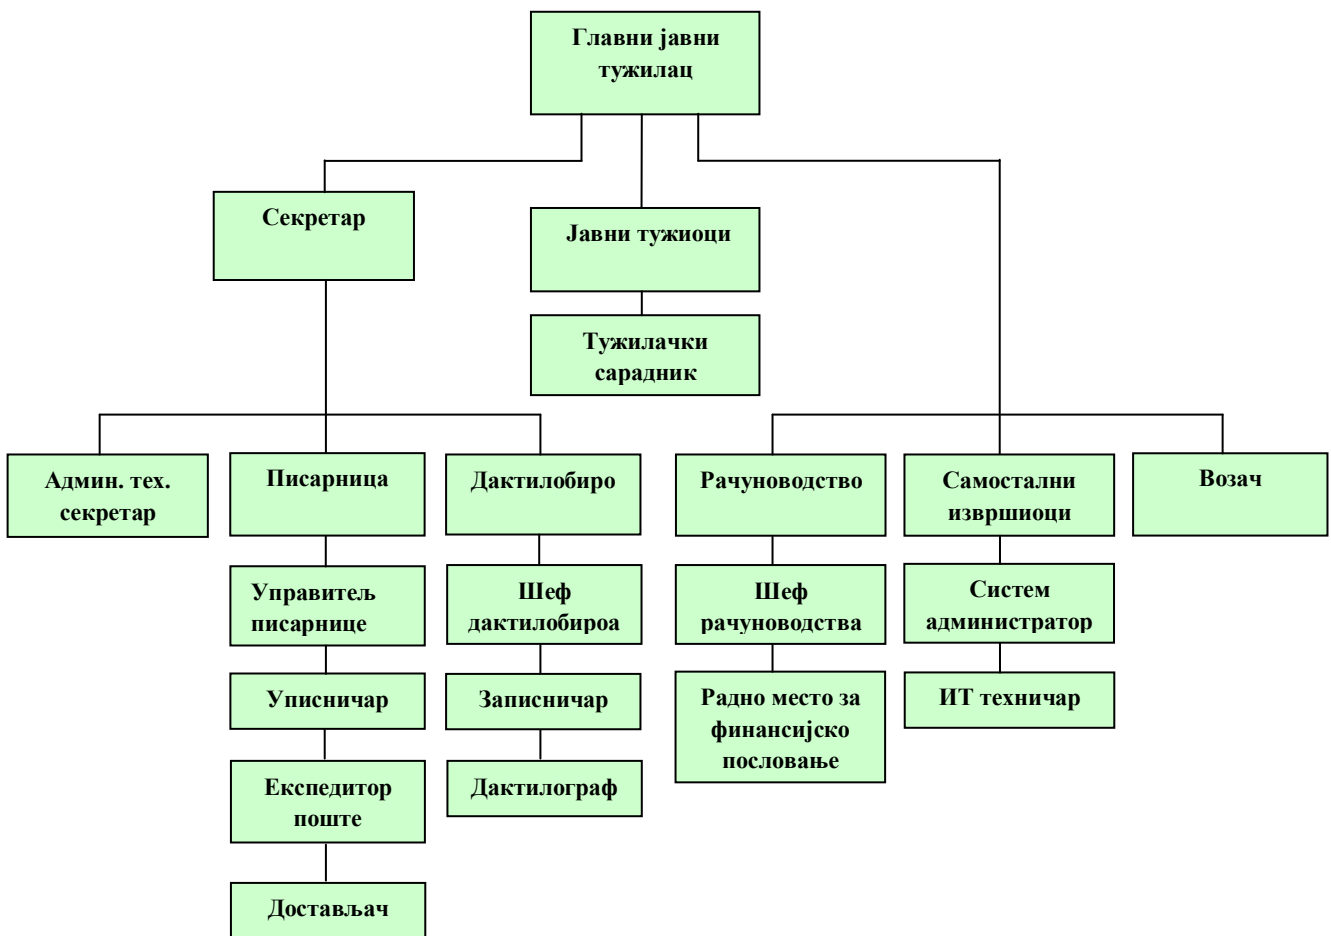 Главни јавни
тужилац
Секретар
Јавни тужиоци
Тужилачки
сарадник
Админ. тех.
секретар
Писарница
Дактилобиро
Рачуноводство
Самостални
извршиоци
Возач
Управитељ
писарнице
Шеф
дактилобироа
Шеф
рачуноводства
Систем
администратор
Уписничар
Записничар
Радно место за
финансијско
пословање
ИТ техничар
Експедитор
поште
Дактилограф
Достављач